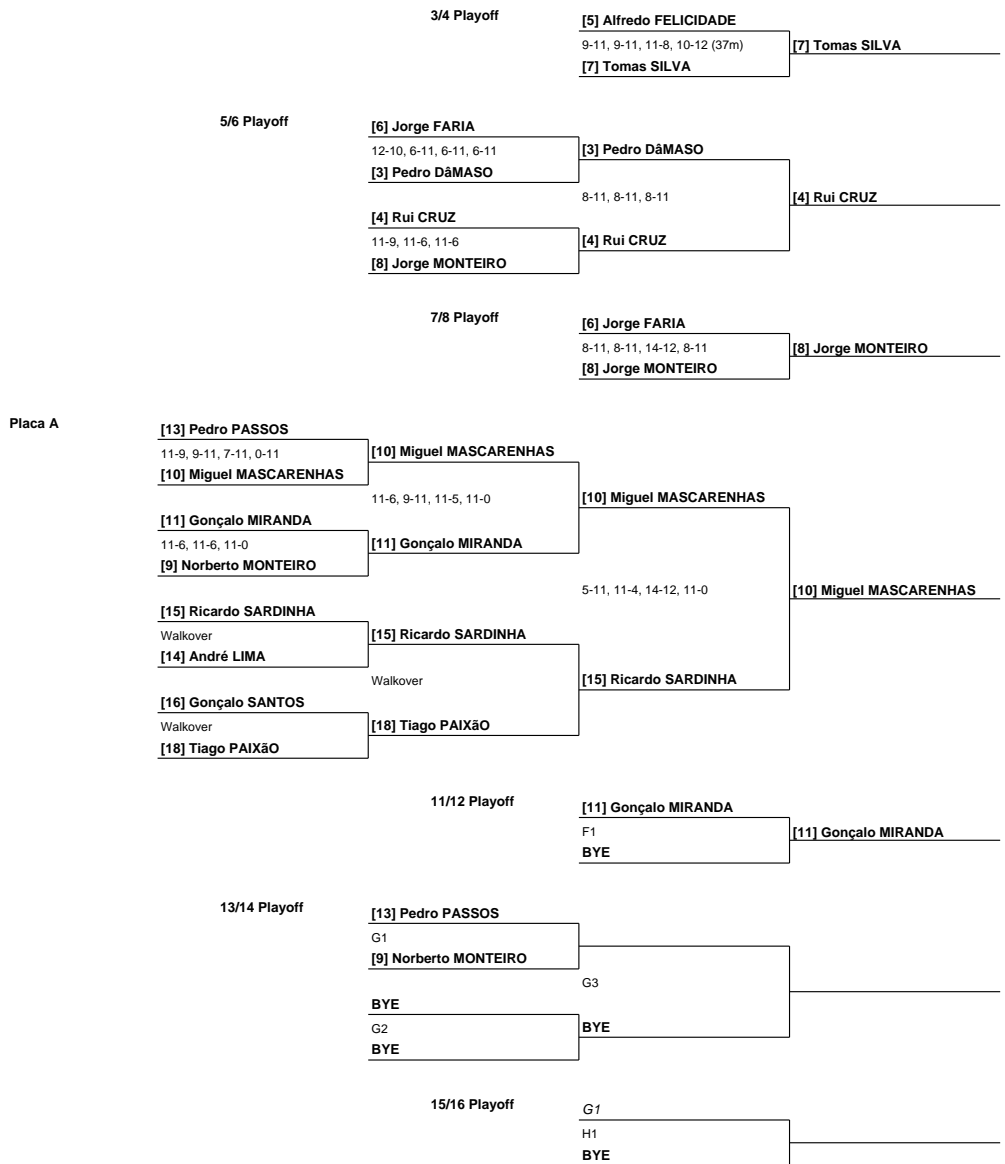 3/4 Playoff
[5] Alfredo FELICIDADE
9-11, 9-11, 11-8, 10-12 (37m)
[7] Tomas SILVA
[7] Tomas SILVA
5/6 Playoff
[6] Jorge FARIA
12-10, 6-11, 6-11, 6-11
[3] Pedro DâMASO
[3] Pedro DâMASO
8-11, 8-11, 8-11
[4] Rui CRUZ
[4] Rui CRUZ
11-9, 11-6, 11-6
[4] Rui CRUZ
[8] Jorge MONTEIRO
7/8 Playoff
[6] Jorge FARIA
8-11, 8-11, 14-12, 8-11
[8] Jorge MONTEIRO
[8] Jorge MONTEIRO
Placa A
[13] Pedro PASSOS
11-9, 9-11, 7-11, 0-11
[10] Miguel MASCARENHAS
[10] Miguel MASCARENHAS
11-6, 9-11, 11-5, 11-0
[10] Miguel MASCARENHAS
[11] Gonçalo MIRANDA
11-6, 11-6, 11-0
[11] Gonçalo MIRANDA
[9] Norberto MONTEIRO
5-11, 11-4, 14-12, 11-0
[10] Miguel MASCARENHAS
[15] Ricardo SARDINHA
Walkover
[15] Ricardo SARDINHA
[14] André LIMA
Walkover
[15] Ricardo SARDINHA
[16] Gonçalo SANTOS
Walkover
[18] Tiago PAIXãO
[18] Tiago PAIXãO
11/12 Playoff
[11] Gonçalo MIRANDA
F1
[11] Gonçalo MIRANDA
BYE
13/14 Playoff
[13] Pedro PASSOS
G1
[9] Norberto MONTEIRO
G3
BYE
G2
BYE
BYE
15/16 Playoff
G1
H1
BYE